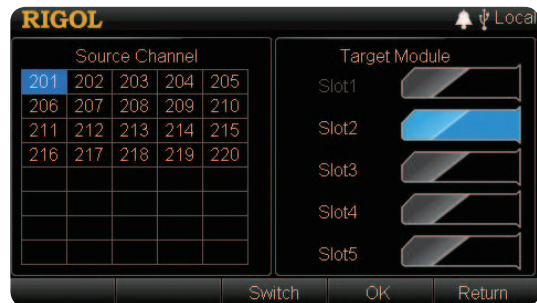 RIGOL Local
Source Channel
201 202 203 204 205
206 207 208 209 210
211 212 213 214 215
216 217 218 219 220
Target Module
Slot1
Slot2
Slot3
Slot4
Slot5
Switch OK Return